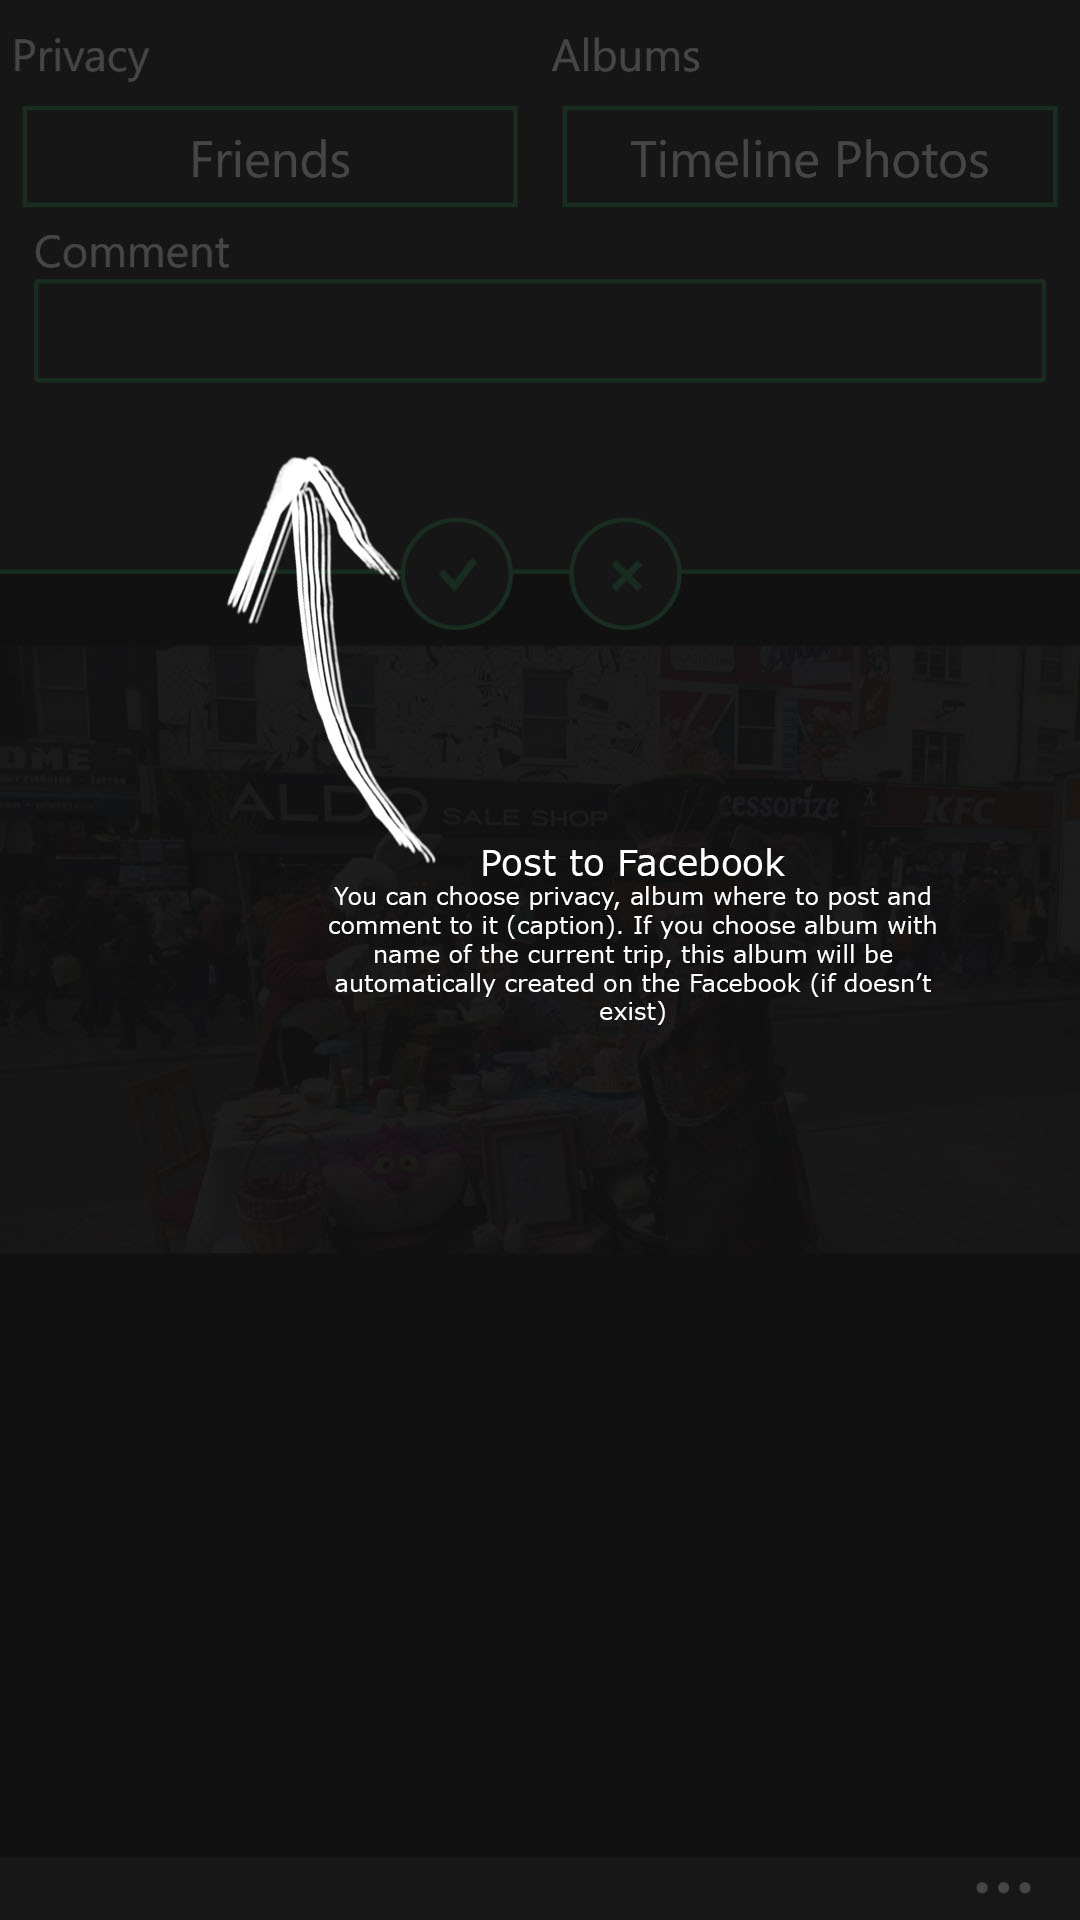 Privacy
Albums
Friends
Timeline Photos
Comment
OME
ALDO SALE SHOP
cessorize
KFC
Post to Facebook
You can choose privacy, album where to post and
comment to it (caption). If you choose album with
name of the current trip, this album will be
automatically created on the Facebook (if doesn’t
exist)